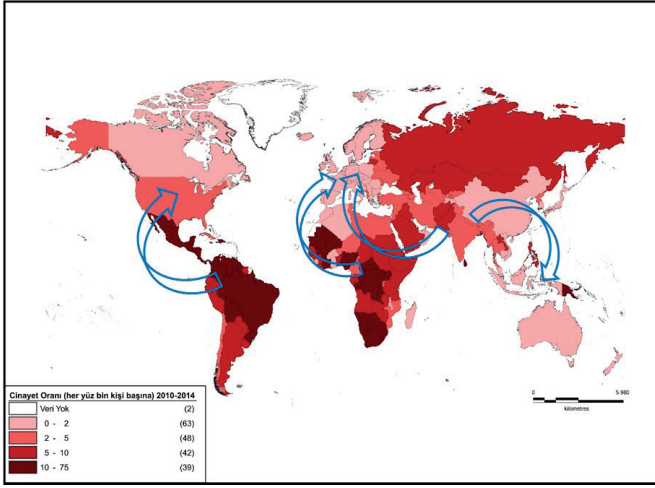 Cinayet Oranı (her yüz bin kişi başına) 2010-2014
Veri Yok (2)
0 - 2 (63)
2 - 5 (48)
5 - 10 (42)
10 - 75 (39)
0 5.980
kilometres